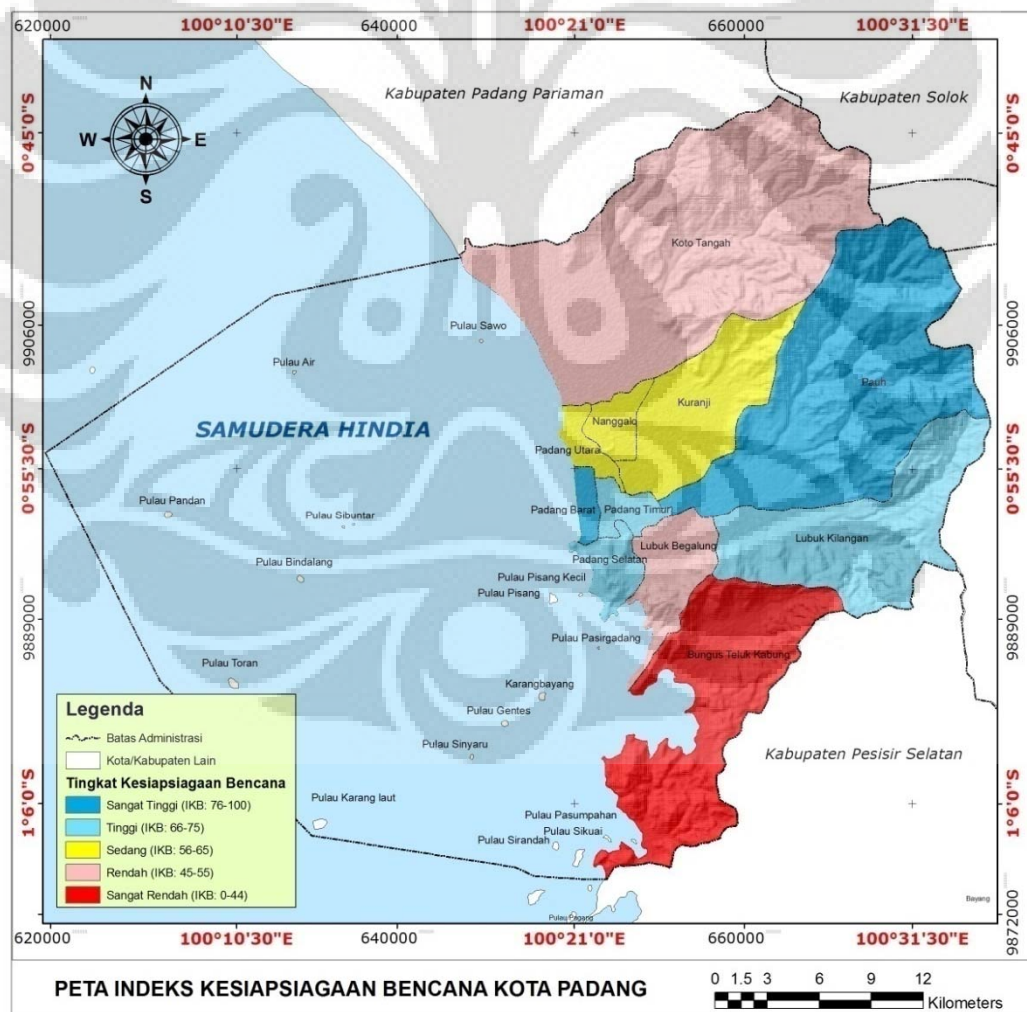 620000
100°10'30"E
640000
100°21'0"E
660000
100°31'30"E
Kabupaten Padang Pariaman
Kabupaten Solok
N
W
E
S
0°45'0"S
0°45'0"S
Koto Tangah
9906000
9906000
Pulau Sawo
Pulau Air
Pauh
Kuranji
Nanggalo
SAMUDERA HINDIA
Padang Utara
0°55'30"S
0°55'30"S
Pulau Pandan
Pulau Sibuntar
Padang Barat
Padang Timur
Lubuk Kilangan
Lubuk Begalung
Pulau Bindalang
Padang Selatan
Pulau Pisang Kecil
Pulau Pisang
9889000
9889000
Pulau Pasirgadang
Bungus Teluk Kabung
Pulau Toran
Karangbayang
Pulau Gentes
Pulau Sinyaru
Kabupaten Pesisir Selatan
Legenda
Batas Administrasi
Kota/Kabupaten Lain
Tingkat Kesiapsiagaan Bencana
Sangat Tinggi (IKB: 76-100)
Tinggi (IKB: 66-75)
Sedang (IKB: 56-65)
Rendah (IKB: 45-55)
Sangat Rendah (IKB: 0-44)
1°6'0"S
1°6'0"S
Pulau Karang laut
Pulau Pasumpahan
Pulau Sikuai
Pulau Sirandah
Bayang
Pulau Pagang
9872000
620000
100°10'30"E
640000
100°21'0"E
660000
100°31'30"E
PETA INDEKS KESIAPSIAGAAN BENCANA KOTA PADANG
0 1.5 3 6 9 12
Kilometers